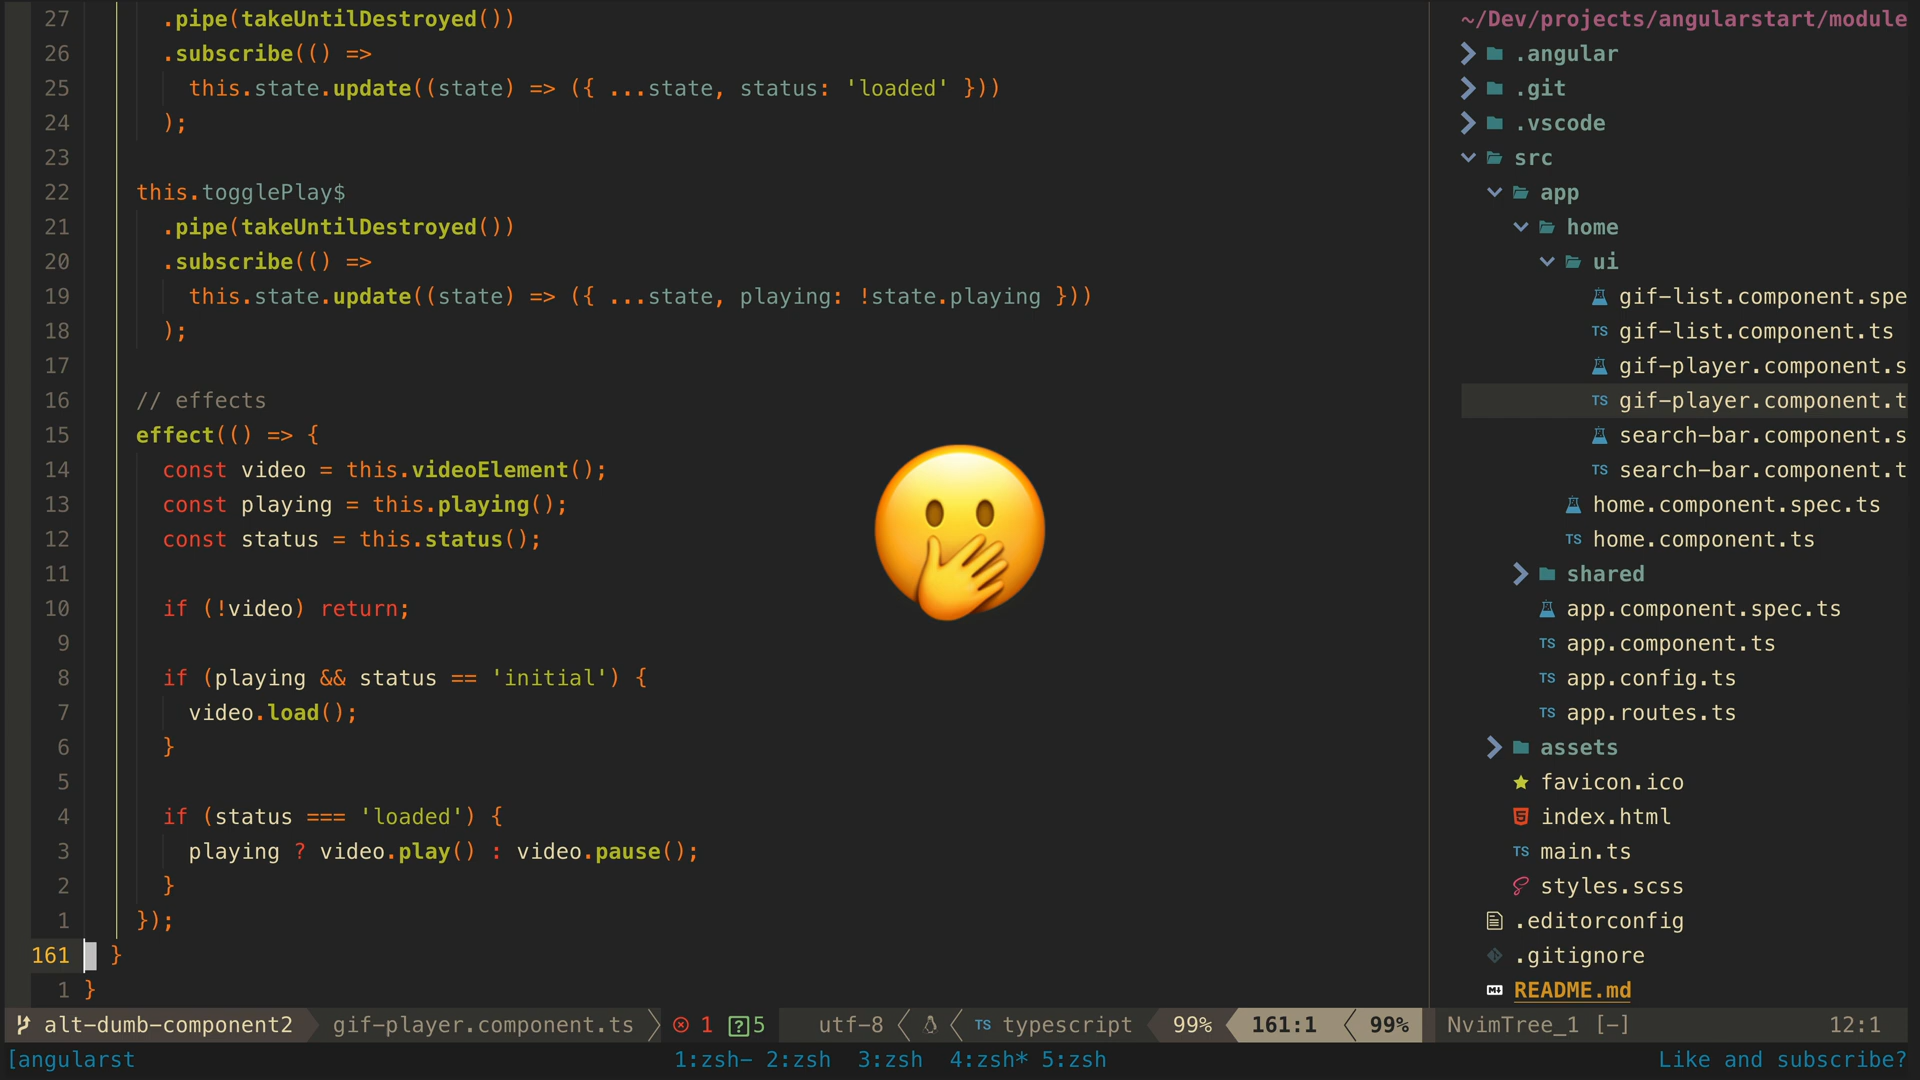 27 .pipe(takeUntilDestroyed())
26 .subscribe(() =>
25 this.state.update((state) => ({ ...state, status: 'loaded' }))
24 );
23
22 this.togglePlay$
21 .pipe(takeUntilDestroyed())
20 .subscribe(() =>
19 this.state.update((state) => ({ ...state, playing: !state.playing }))
18 );
17
16 // effects
15 effect(() => {
14 const video = this.videoElement();
13 const playing = this.playing();
12 const status = this.status();
11
10 if (!video) return;
9
8 if (playing && status == 'initial') {
7 video.load();
6 }
5
4 if (status === 'loaded') {
3 playing ? video.play() : video.pause();
2 }
1 });
161 }
1 }
~/Dev/projects/angularstart/module
.angular
.git
.vscode
src
app
home
ui
gif-list.component.spe
TS gif-list.component.ts
gif-player.component.s
TS gif-player.component.t
search-bar.component.s
TS search-bar.component.t
home.component.spec.ts
TS home.component.ts
shared
app.component.spec.ts
TS app.component.ts
TS app.config.ts
TS app.routes.ts
assets
favicon.ico
index.html
TS main.ts
styles.scss
.editorconfig
.gitignore
README.md
alt-dumb-component2 gif-player.component.ts 1 5 utf-8 TS typescript 99% 161:1 99% NvimTree_1 [-] 12:1
[angularst 1:zsh- 2:zsh 3:zsh 4:zsh* 5:zsh Like and subscribe?